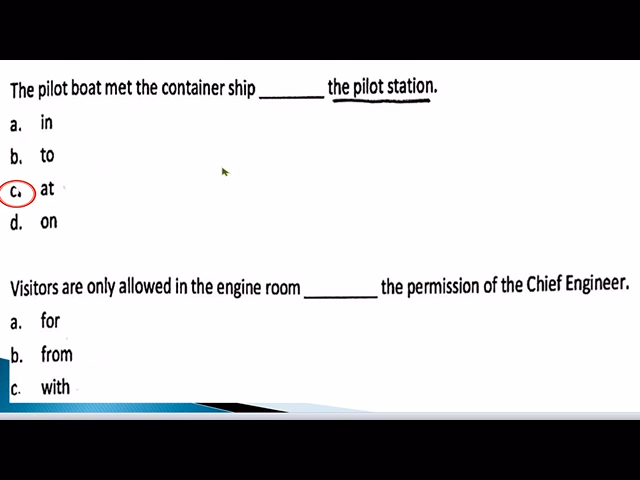 The pilot boat met the container ship ________ the pilot station.
a. in
b. to
c. at
d. on
Visitors are only allowed in the engine room _________ the permission of the Chief Engineer.
a. for
b. from
c. with